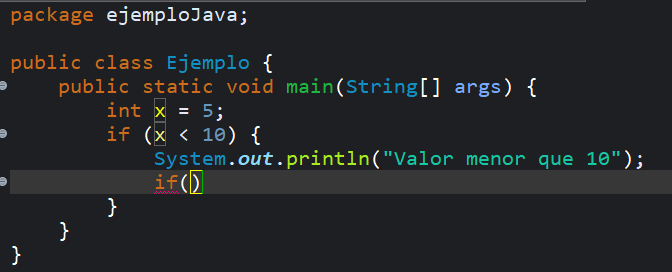 package ejemploJava;
public class Ejemplo {
public static void main(String[] args) {
int x = 5;
if (x < 10) {
System.out.println("Valor menor que 10");
if()
}
}
}